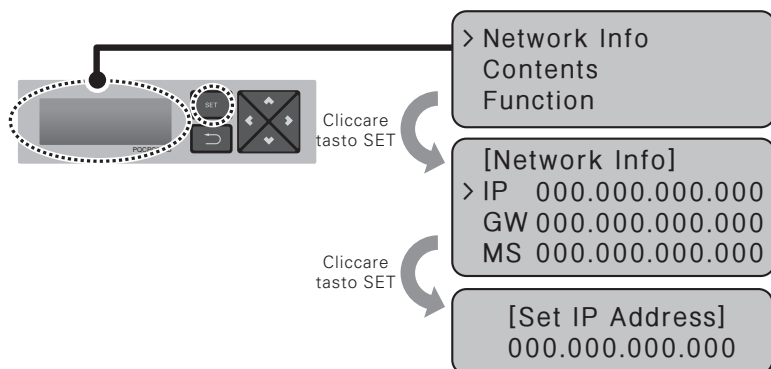 > Network Info
Contents
Function
SET
Cliccare
tasto SET
[Network Info]
> IP 000.000.000.000
GW 000.000.000.000
MS 000.000.000.000
Cliccare
tasto SET
[Set IP Address]
000.000.000.000